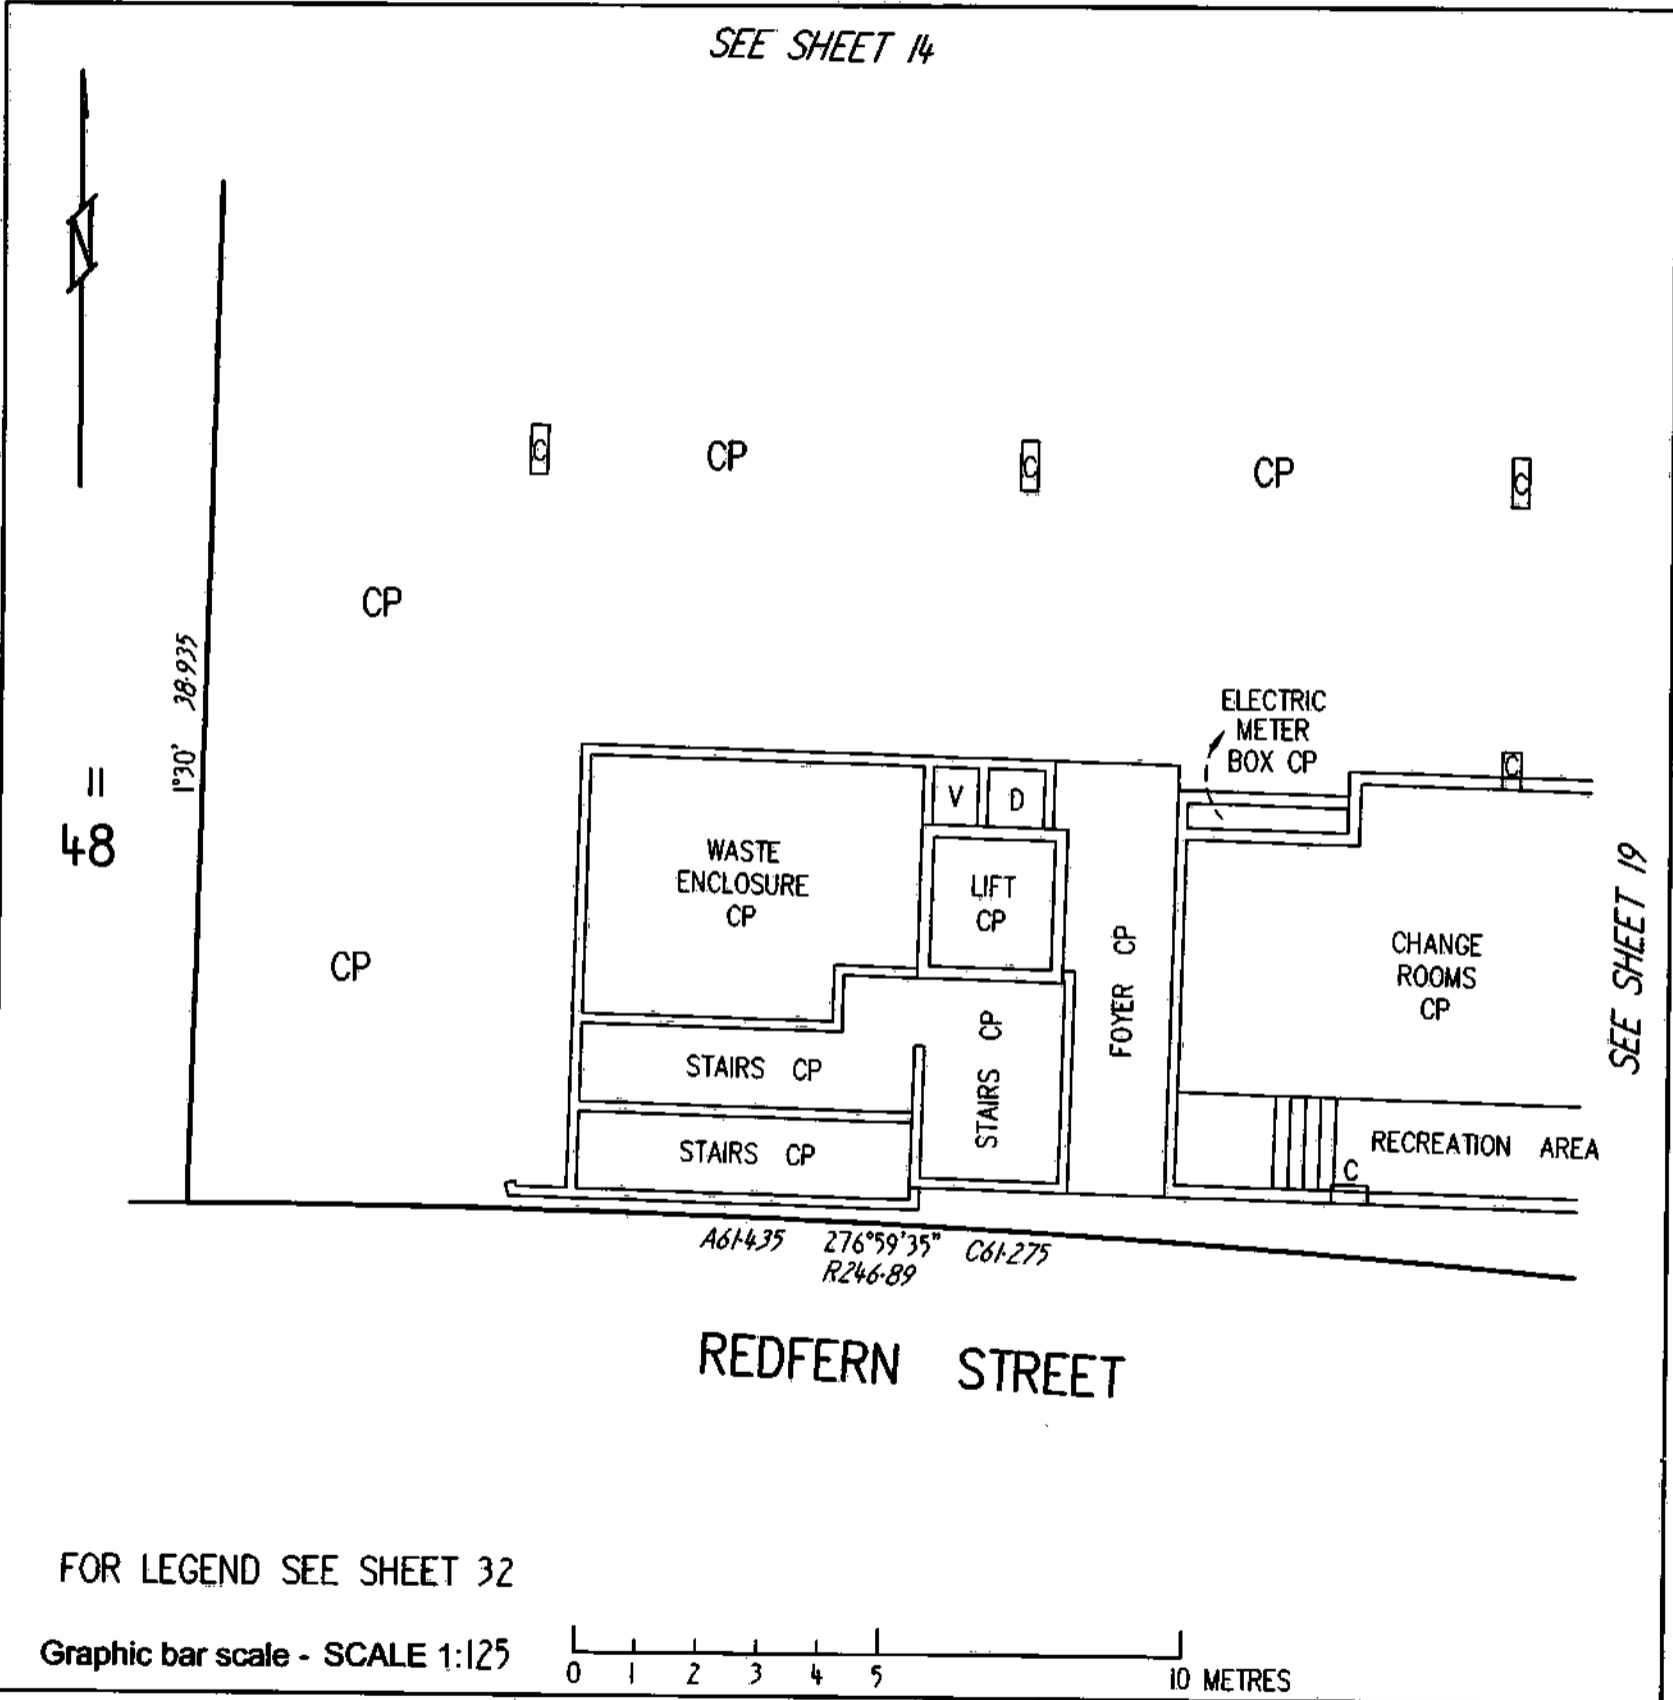 SEE SHEET 14
N
C
CP
C
CP
C
CP
1°30' 38·935
ELECTRIC
METER
BOX CP
C
11
48
V
D
WASTE
ENCLOSURE
CP
LIFT
CP
FOYER CP
CHANGE
ROOMS
CP
SEE SHEET 19
CP
STAIRS CP
STAIRS CP
STAIRS CP
RECREATION AREA
C
A61·435 276°59'35" C61·275
R246·89
REDFERN STREET
FOR LEGEND SEE SHEET 32
Graphic bar scale - SCALE 1:125
0 1 2 3 4 5 10 METRES